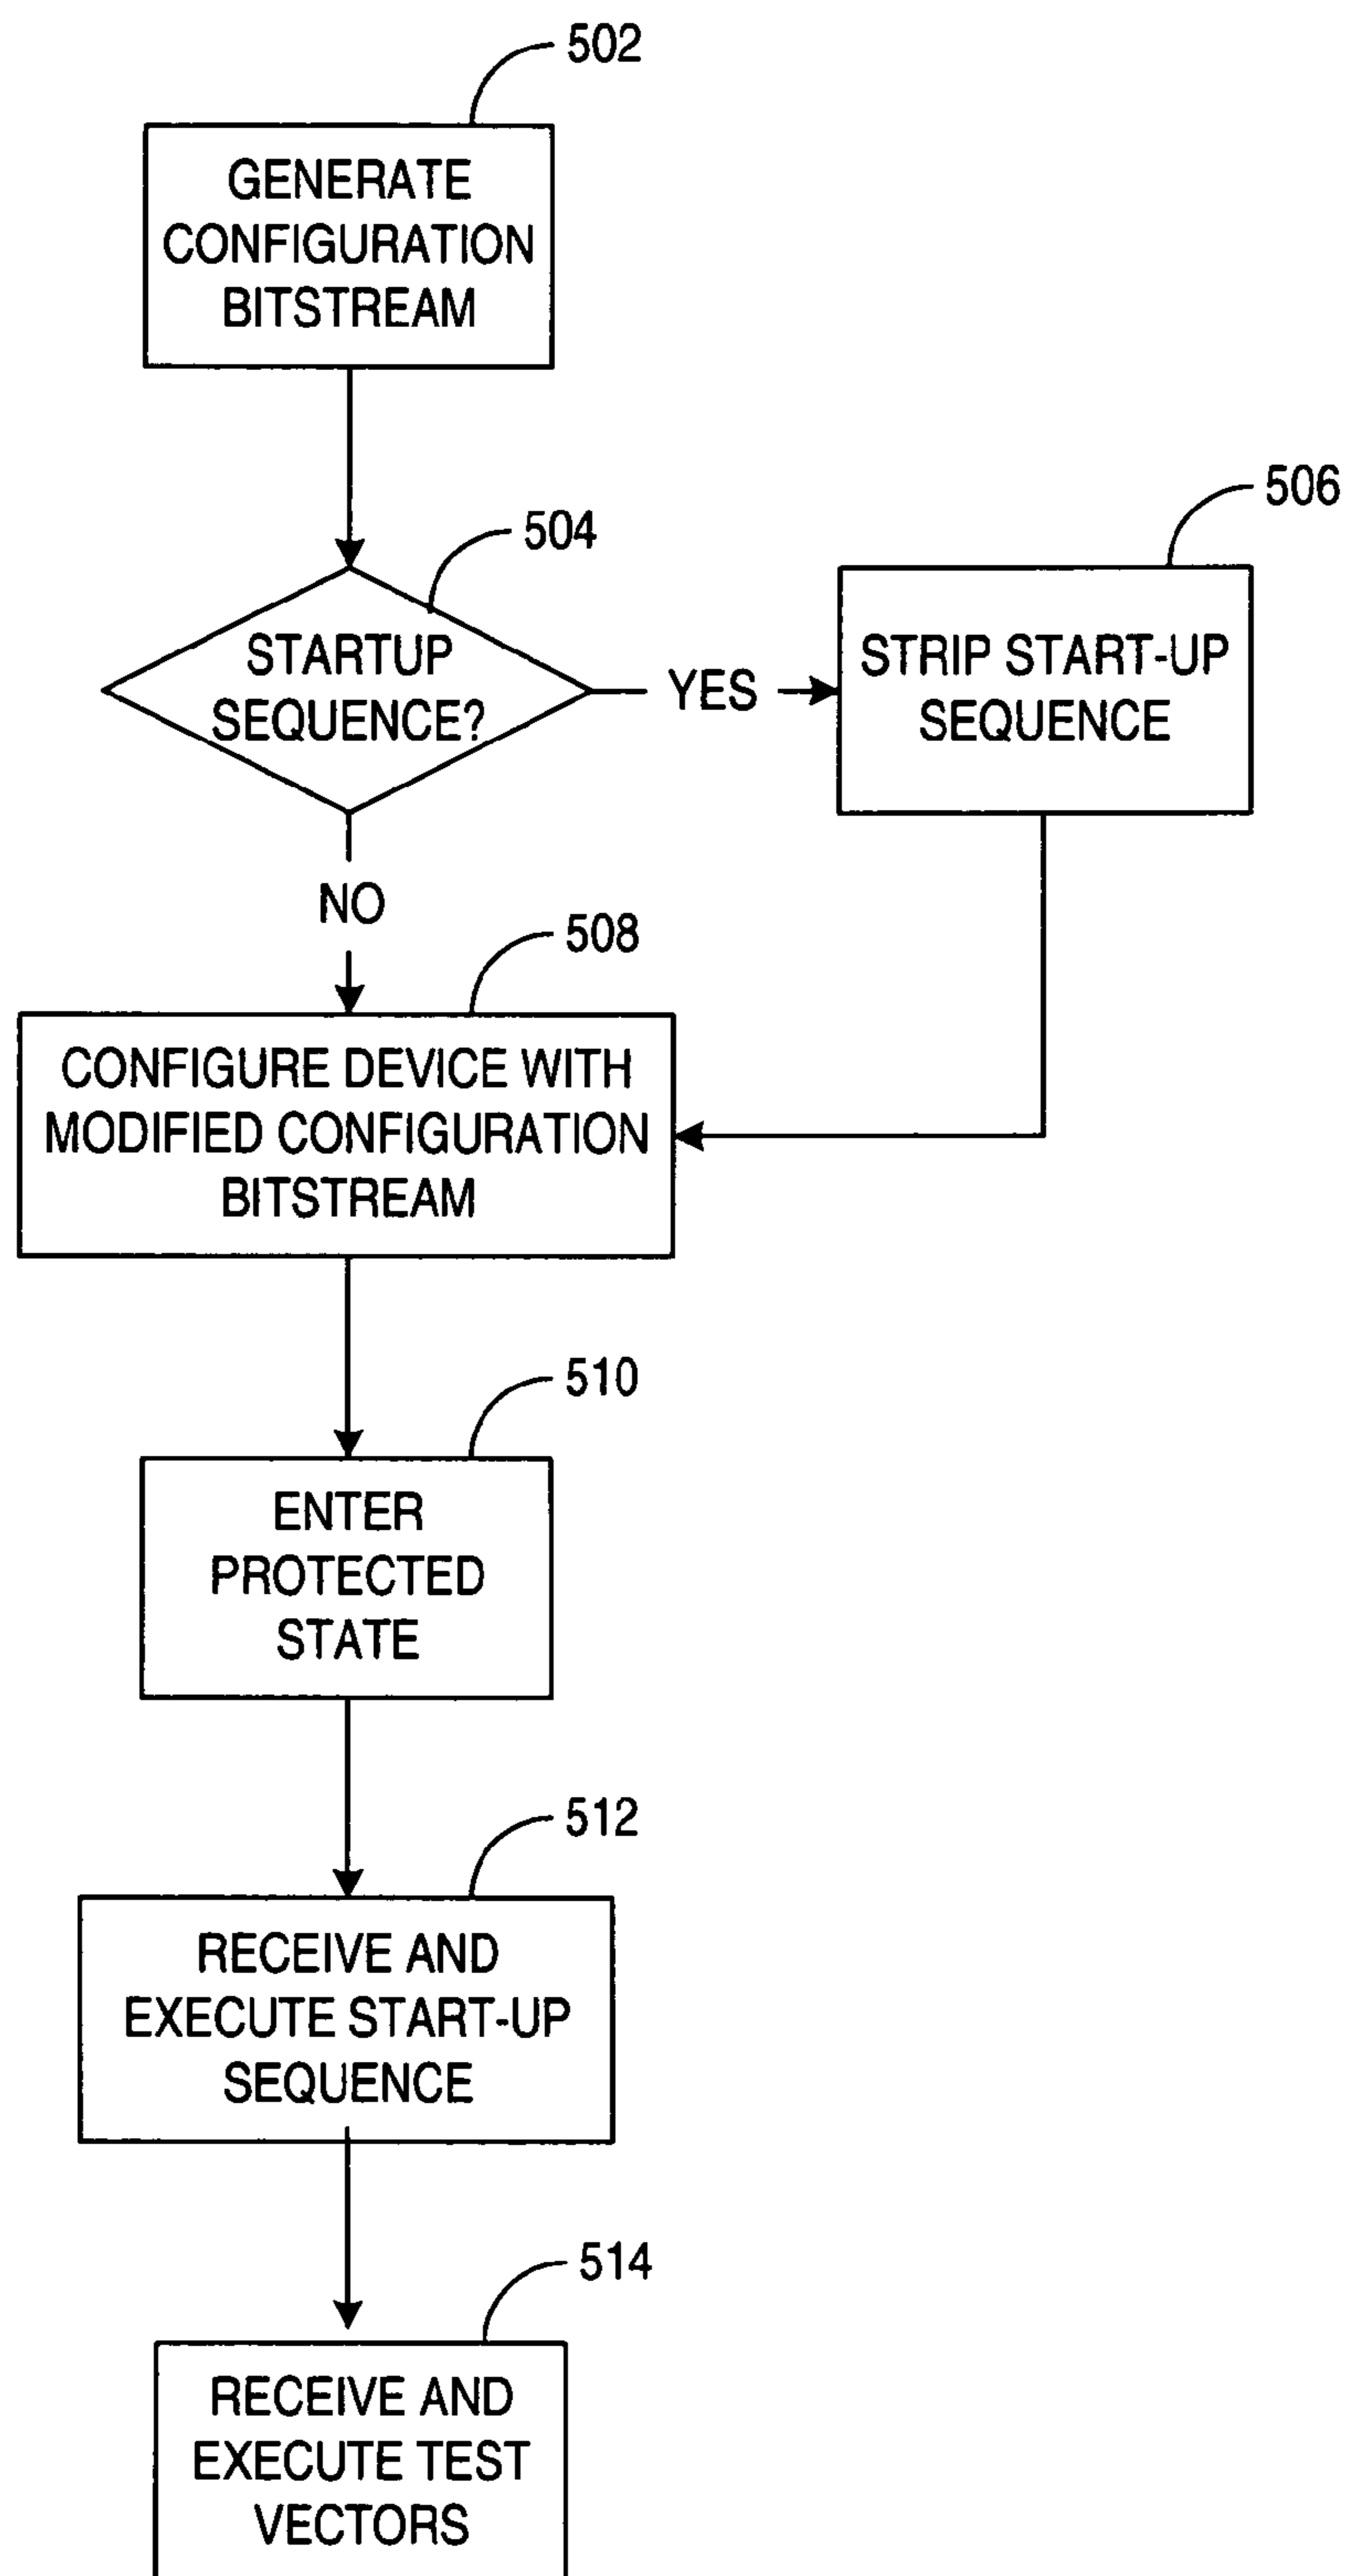 502
GENERATE
CONFIGURATION
BITSTREAM
504
STARTUP
SEQUENCE?
YES
506
STRIP START-UP
SEQUENCE
NO
508
CONFIGURE DEVICE WITH
MODIFIED CONFIGURATION
BITSTREAM
510
ENTER
PROTECTED
STATE
512
RECEIVE AND
EXECUTE START-UP
SEQUENCE
514
RECEIVE AND
EXECUTE TEST
VECTORS